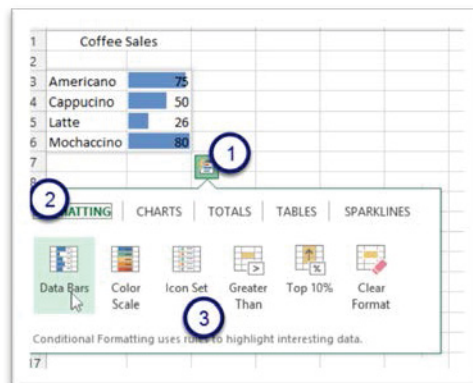 1 Coffee Sales
2
3 Americano 75
4 Cappucino 50
5 Latte 26
6 Mochaccino 80
7 1
2 MATTING CHARTS TOTALS TABLES SPARKLINES
Data Bars Color Scale Icon Set Greater Than Top 10% Clear Format
3
Conditional Formatting uses rules to highlight interesting data.
17